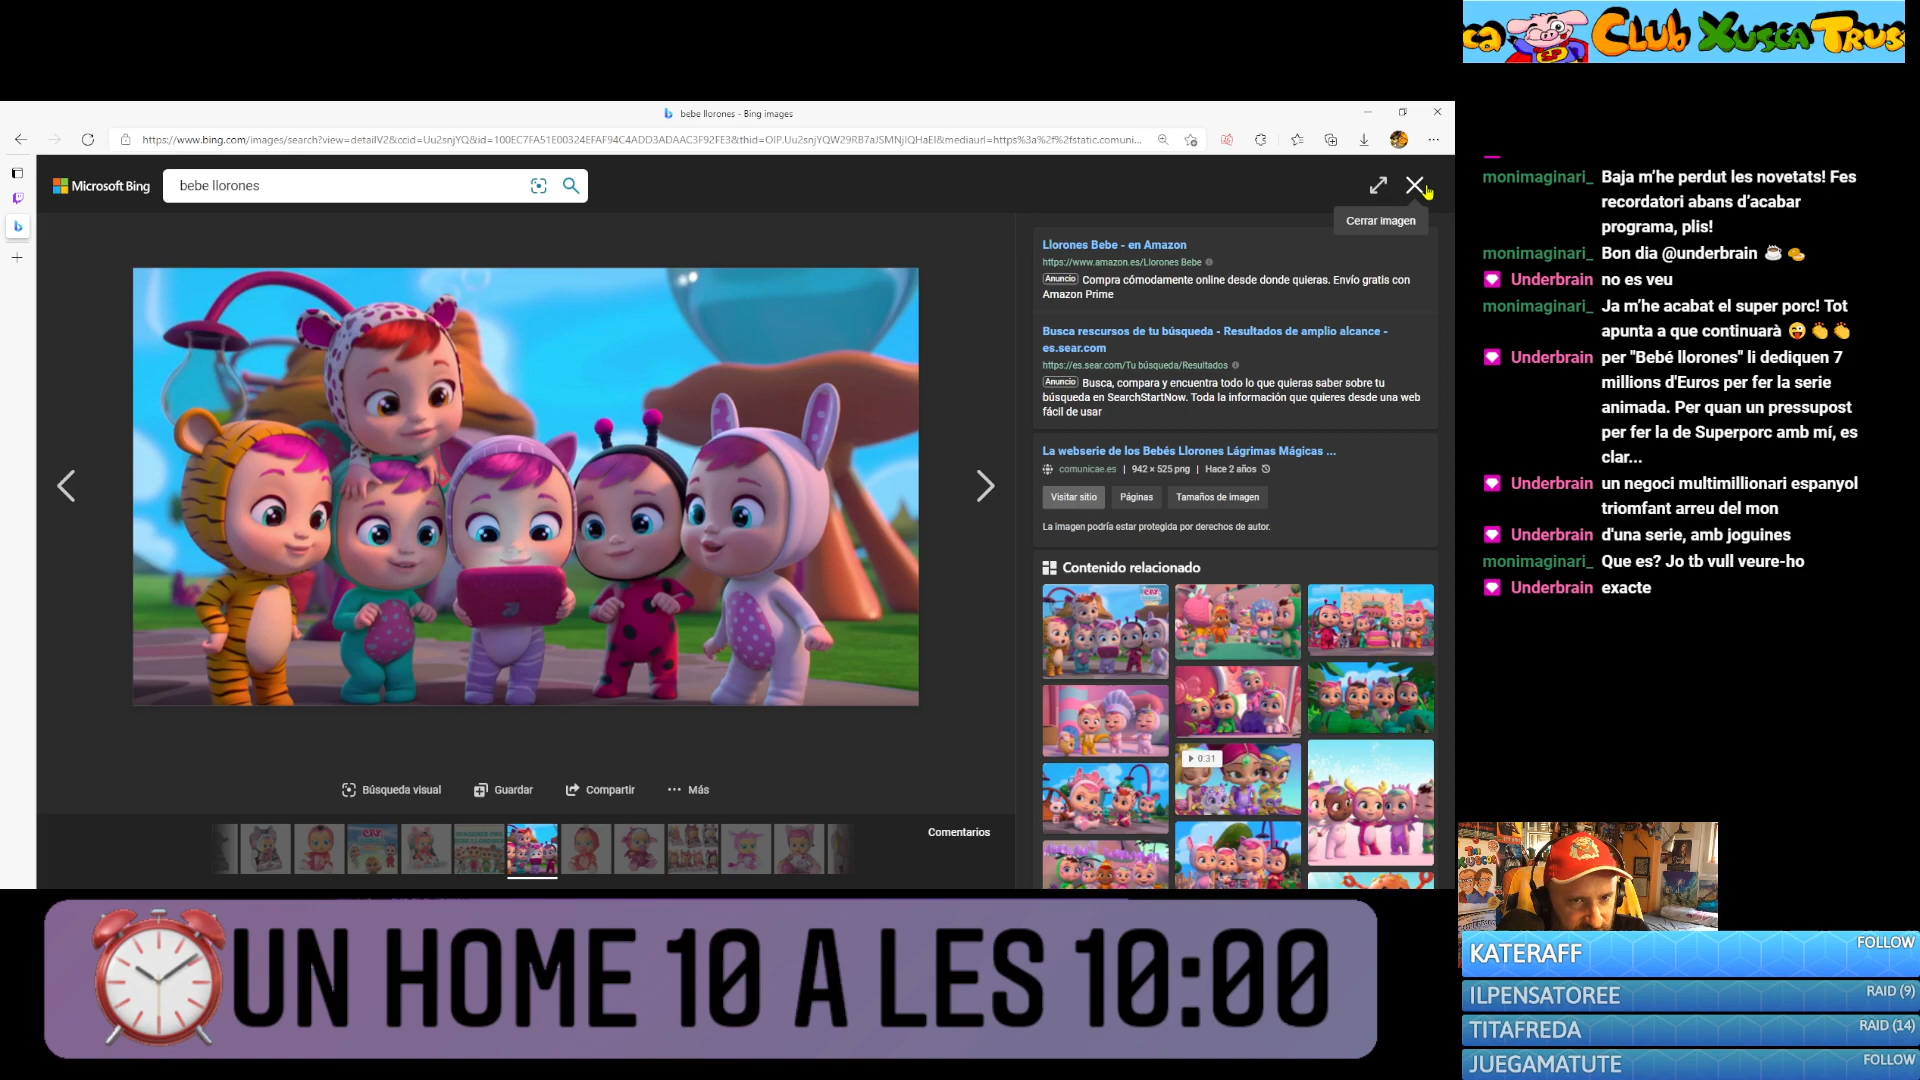 ca Club Xusca Trus
bebe llorones - Bing images
https://www.bing.com/images/search?view=detailV2&ccid=Uu2snjYQ&id=100EC7FA51E00324EFAF94C4ADD3ADAAC3F92FE3&thid=OIP.Uu2snjYQW29RB7aJSMNjIQHaEI&mediaurl=https%3a%2f%2fstatic.comuni...
Microsoft Bing
bebe llorones
Cerrar imagen
Llorones Bebe - en Amazon
https://www.amazon.es/Llorones Bebe
Anuncio Compra cómodamente online desde donde quieras. Envío gratis con
Amazon Prime
Busca rescursos de tu búsqueda - Resultados de amplio alcance -
es.sear.com
https://es.sear.com/Tu búsqueda/Resultados
Anuncio Busca, compara y encuentra todo lo que quieras saber sobre tu
búsqueda en SearchStartNow. Toda la información que quieres desde una web
fácil de usar
La webserie de los Bebés Llorones Lágrimas Mágicas ...
comunicae.es | 942 × 525 png | Hace 2 años
Visitar sitio Páginas Tamaños de imagen
La imagen podría estar protegida por derechos de autor.
Contenido relacionado
0:31
Búsqueda visual Guardar Compartir ... Más
Comentarios
monimaginari_ Baja m’he perdut les novetats! Fes
recordatori abans d’acabar
programa, plis!
monimaginari_ Bon dia @underbrain ☕🥯
Underbrain no es veu
monimaginari_ Ja m’he acabat el super porc! Tot
apunta a que continuarà 😜👏👏
Underbrain per "Bebé llorones" li dediquen 7
millions d'Euros per fer la serie
animada. Per quan un pressupost
per fer la de Superporc amb mí, es
clar...
Underbrain un negoci multimillionari espanyol
triomfant arreu del mon
Underbrain d'una serie, amb joguines
monimaginari_ Que es? Jo tb vull veure-ho
Underbrain exacte
UN HOME 10 A LES 10:00
KATERAFF FOLLOW
ILPENSATOREE RAID (9)
TITAFREDA RAID (14)
JUEGAMATUTE FOLLOW